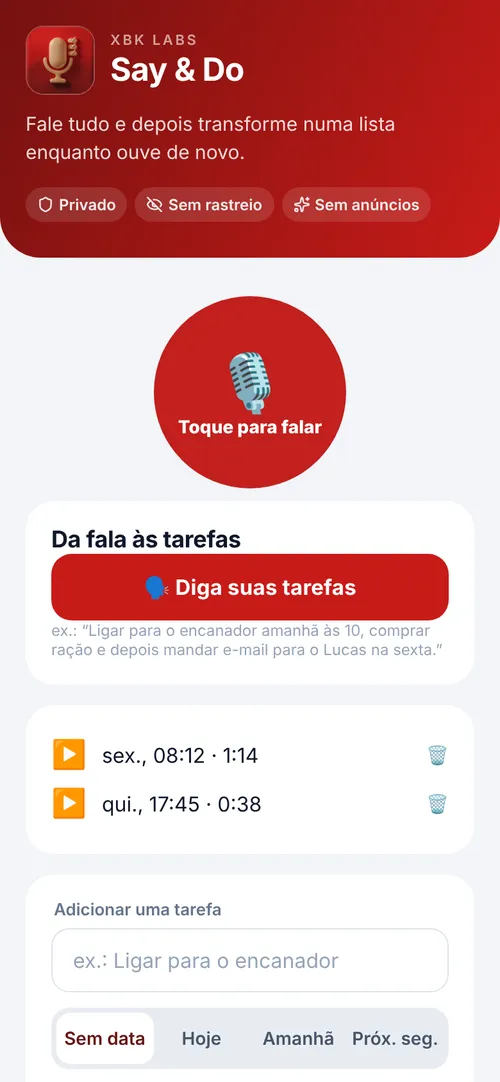 XBK LABS
Say & Do
Fale tudo e depois transforme numa lista
enquanto ouve de novo.
Privado
Sem rastreio
Sem anúncios
Toque para falar
Da fala às tarefas
Diga suas tarefas
ex.: “Ligar para o encanador amanhã às 10, comprar
ração e depois mandar e-mail para o Lucas na sexta.”
sex., 08:12 · 1:14
qui., 17:45 · 0:38
Adicionar uma tarefa
ex.: Ligar para o encanador
Sem data
Hoje
Amanhã
Próx. seg.